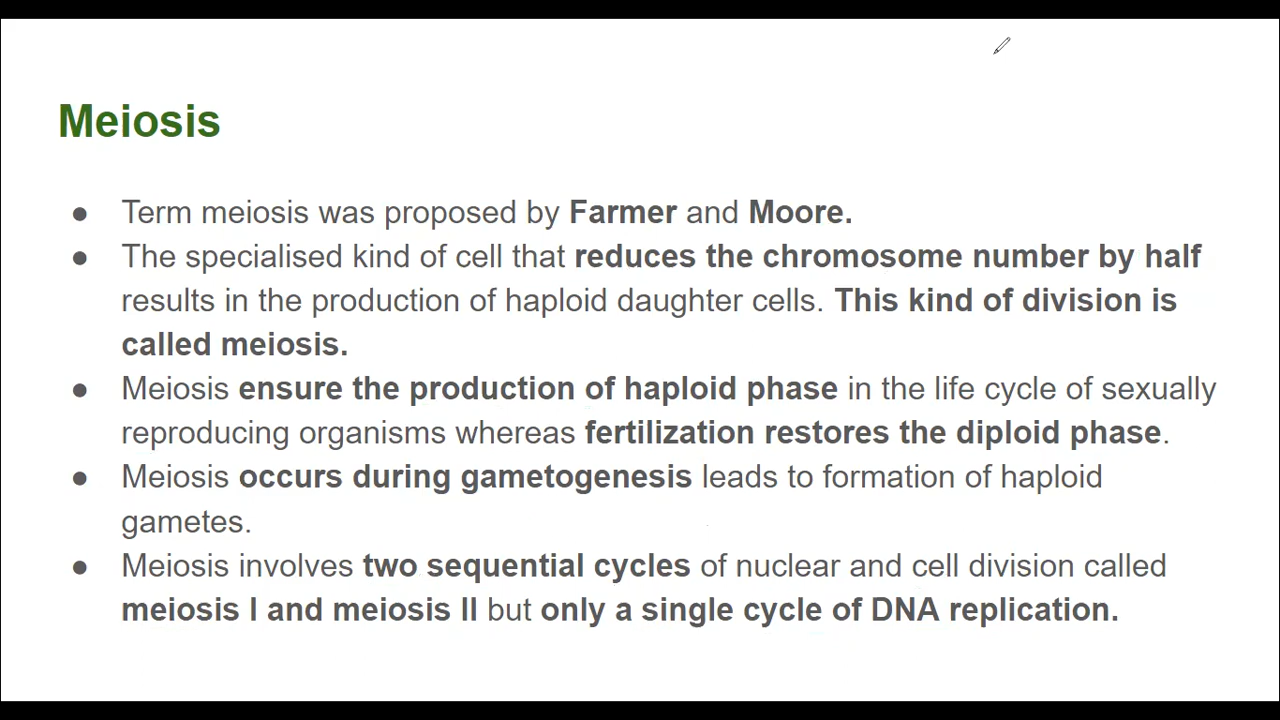 Meiosis
● Term meiosis was proposed by Farmer and Moore.
● The specialised kind of cell that reduces the chromosome number by half
results in the production of haploid daughter cells. This kind of division is
called meiosis.
● Meiosis ensure the production of haploid phase in the life cycle of sexually
reproducing organisms whereas fertilization restores the diploid phase.
● Meiosis occurs during gametogenesis leads to formation of haploid
gametes.
● Meiosis involves two sequential cycles of nuclear and cell division called
meiosis I and meiosis II but only a single cycle of DNA replication.